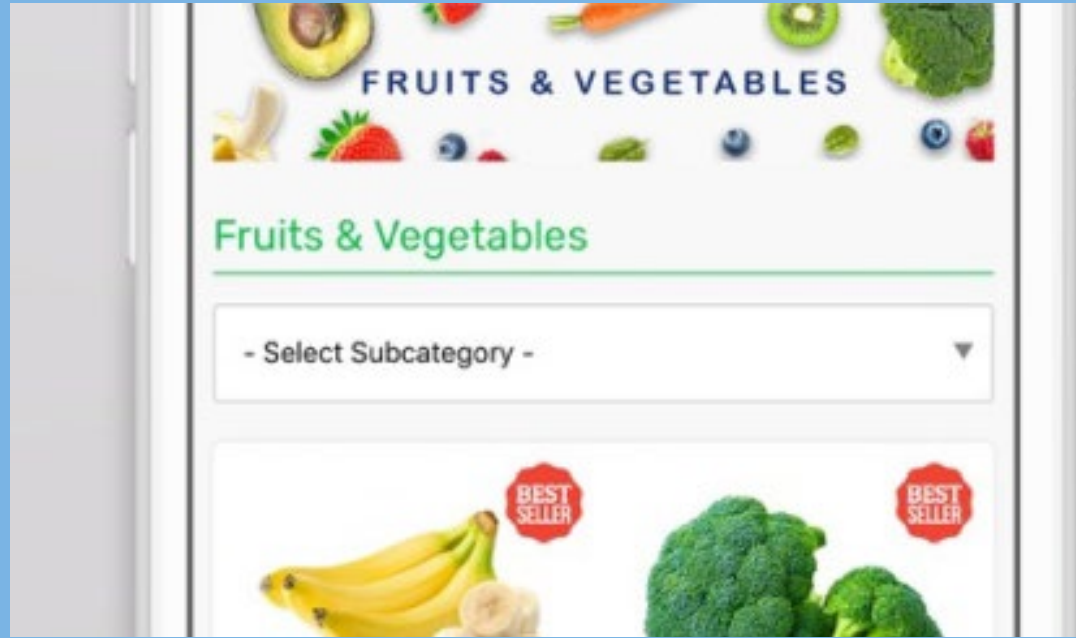 FRUITS & VEGETABLES
Fruits & Vegetables
- Select Subcategory -
BEST
SELLER
BEST
SELLER